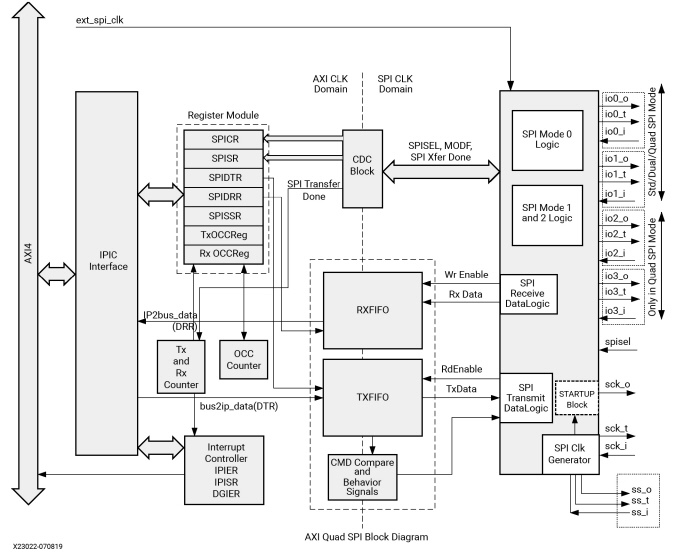 ext_spi_clk
AXI CLK
Domain
SPI CLK
Domain
Register Module
SPICR
SPISR
SPIDTR
SPIDRR
SPISSR
TxOCCReg
Rx OCCReg
CDC
Block
SPISEL, MODF,
SPI Xfer Done
SPI Transfer
Done
SPI Mode 0
Logic
SPI Mode 1
and 2 Logic
io0_o
io0_t
io0_i
io1_o
io1_t
io1_i
io2_o
io2_t
io2_i
io3_o
io3_t
io3_i
Std/Dual/Quad SPI Mode
Only in Quad SPI Mode
AXI4
IPIC
Interface
IP2bus_data
(DRR)
Tx
and
Rx
Counter
OCC
Counter
RXFIFO
Wr Enable
Rx Data
SPI
Receive
DataLogic
spisel
bus2ip_data(DTR)
TXFIFO
RdEnable
TxData
SPI
Transmit
DataLogic
STARTUP
Block
sck_o
sck_t
sck_i
SPI Clk
Generator
Interrupt
Controller
IPIER
IPISR
DGIER
CMD Compare
and
Behavior
Signals
ss_o
ss_t
ss_i
AXI Quad SPI Block Diagram
X23022-070819